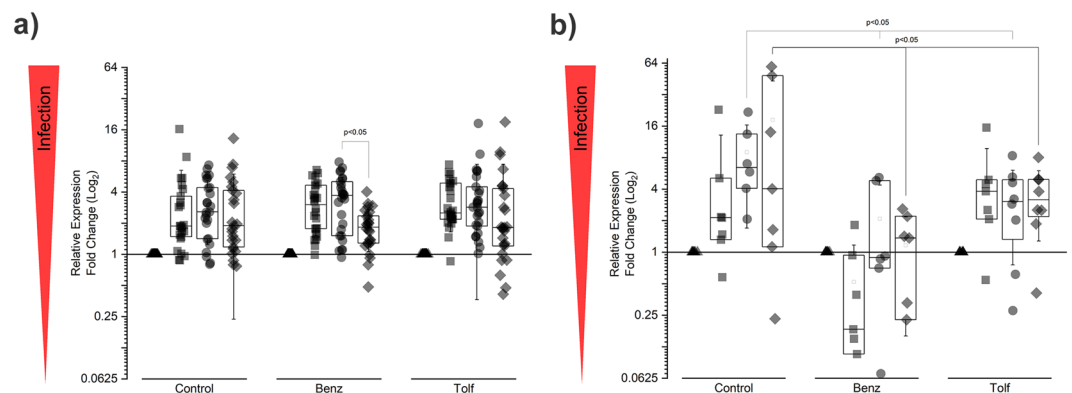 a)
Infection
Relative Expression
Fold Change (Log2)
64
16
4
1
0.25
0.0625
p<0.05
Control
Benz
Tolf
b)
Infection
Relative Expression
Fold Change (Log2)
64
16
4
1
0.25
0.0625
p<0.05
p<0.05
Control
Benz
Tolf